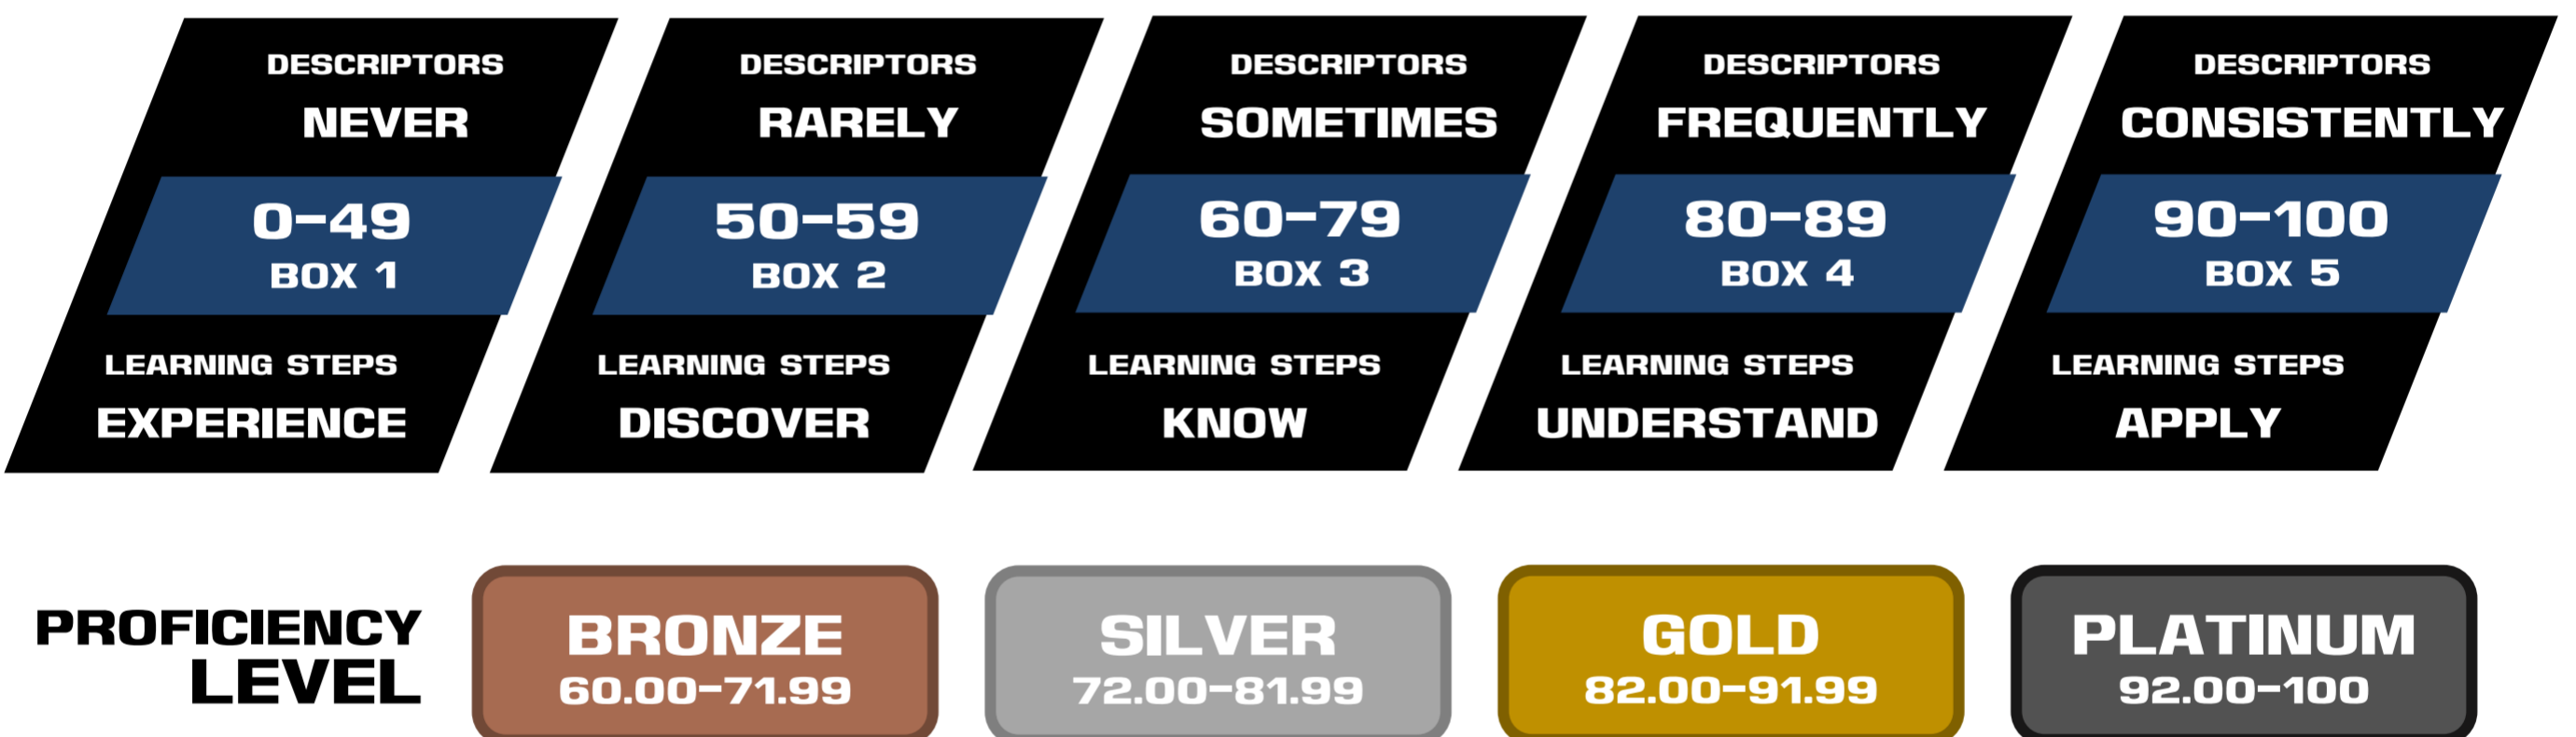 DESCRIPTORS
NEVER
0-49
BOX 1
LEARNING STEPS
EXPERIENCE
DESCRIPTORS
RARELY
50-59
BOX 2
LEARNING STEPS
DISCOVER
DESCRIPTORS
SOMETIMES
60-79
BOX 3
LEARNING STEPS
KNOW
DESCRIPTORS
FREQUENTLY
80-89
BOX 4
LEARNING STEPS
UNDERSTAND
DESCRIPTORS
CONSISTENTLY
90-100
BOX 5
LEARNING STEPS
APPLY
PROFICIENCY
LEVEL
BRONZE
60.00-71.99
SILVER
72.00-81.99
GOLD
82.00-91.99
PLATINUM
92.00-100